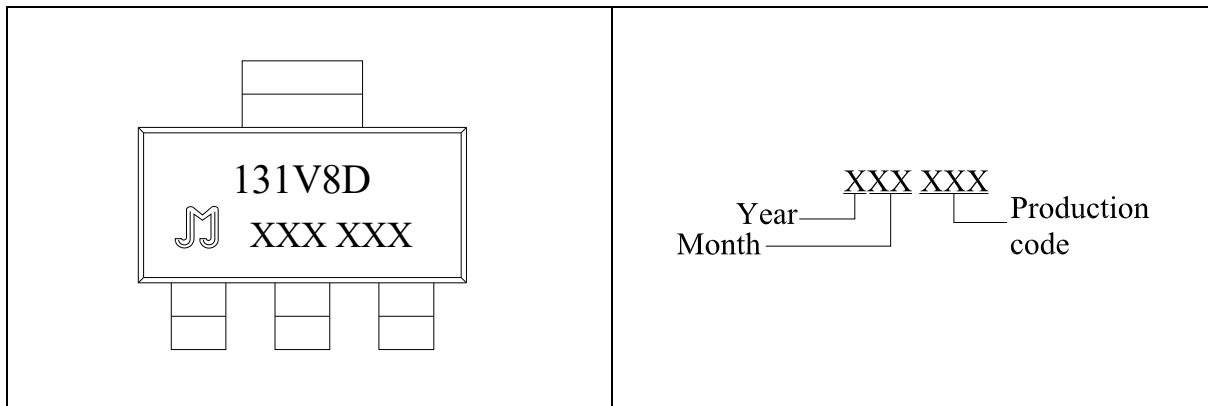 131V8D
XXX XXX
XXX XXX
Year
Month
Production
code